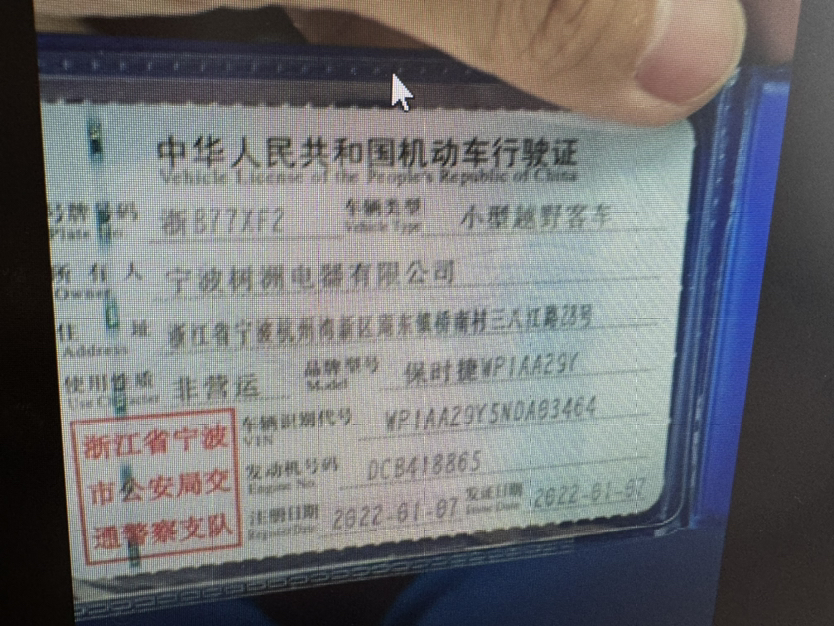 中华人民共和国机动车行驶证
Vehicle License of the People's Republic of China
号牌号码 浙B77XF2 车辆类型 小型越野客车
Plate No. Vehicle Type
所有人 宁波树洲电器有限公司
Owner
住址 浙江省宁波杭州湾新区庵东镇桥南村三八江路28号
Address
使用性质 非营运 品牌型号 保时捷WP1AA29Y
Use Character Model
浙江省宁波 车辆识别代号 WP1AA29Y5NDA03464
VIN
市公安局交 发动机号码 DCB418865
Engine No.
通警察支队 注册日期 2022-01-07 发证日期 2022-01-07
Register Date Issue Date